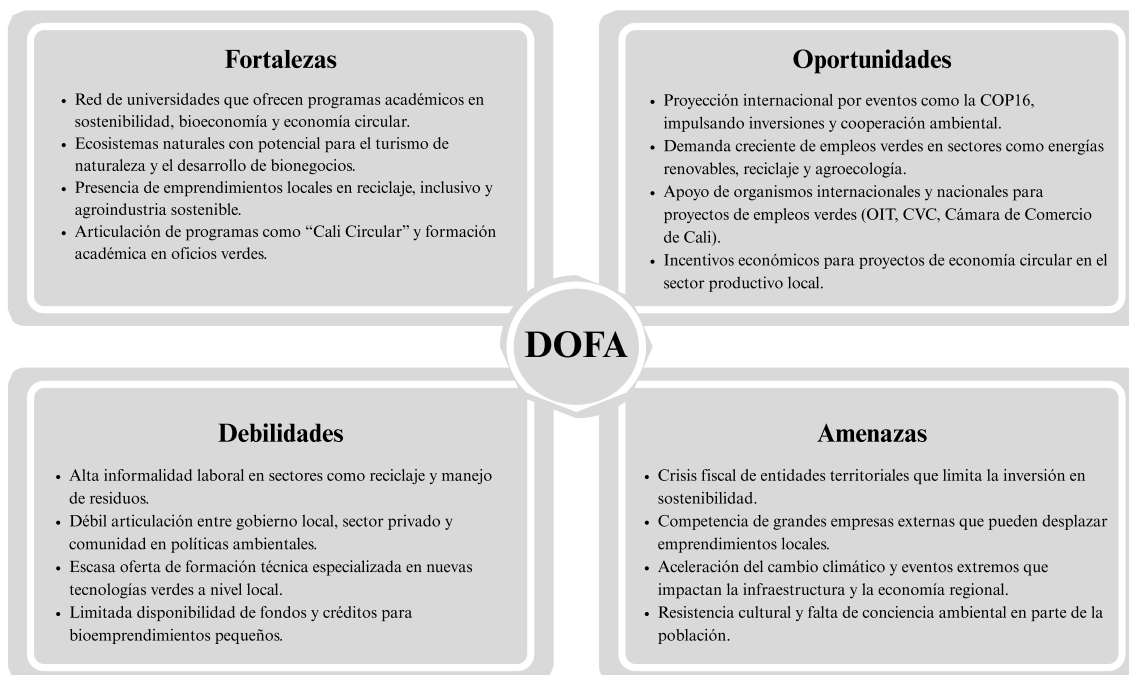 Fortalezas
• Red de universidades que ofrecen programas académicos en
sostenibilidad, bioeconomía y economía circular.
• Ecosistemas naturales con potencial para el turismo de
naturaleza y el desarrollo de bionegocios.
• Presencia de emprendimientos locales en reciclaje, inclusivo y
agroindustria sostenible.
• Articulación de programas como “Cali Circular” y formación
académica en oficios verdes.
Oportunidades
• Proyección internacional por eventos como la COP16,
impulsando inversiones y cooperación ambiental.
• Demanda creciente de empleos verdes en sectores como energías
renovables, reciclaje y agroecología.
• Apoyo de organismos internacionales y nacionales para
proyectos de empleos verdes (OIT, CVC, Cámara de Comercio
de Cali).
• Incentivos económicos para proyectos de economía circular en el
sector productivo local.
DOFA
Debilidades
• Alta informalidad laboral en sectores como reciclaje y manejo
de residuos.
• Débil articulación entre gobierno local, sector privado y
comunidad en políticas ambientales.
• Escasa oferta de formación técnica especializada en nuevas
tecnologías verdes a nivel local.
• Limitada disponibilidad de fondos y créditos para
bioemprendimientos pequeños.
Amenazas
• Crisis fiscal de entidades territoriales que limita la inversión en
sostenibilidad.
• Competencia de grandes empresas externas que pueden desplazar
emprendimientos locales.
• Aceleración del cambio climático y eventos extremos que
impactan la infraestructura y la economía regional.
• Resistencia cultural y falta de conciencia ambiental en parte de la
población.